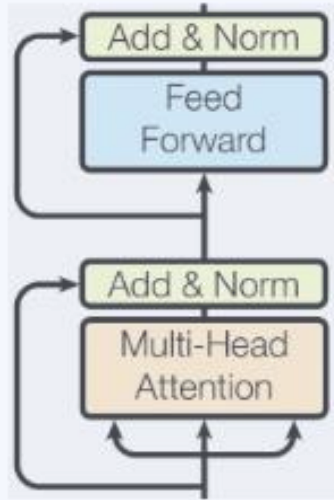 Add & Norm
Feed
Forward
Add & Norm
Multi-Head
Attention